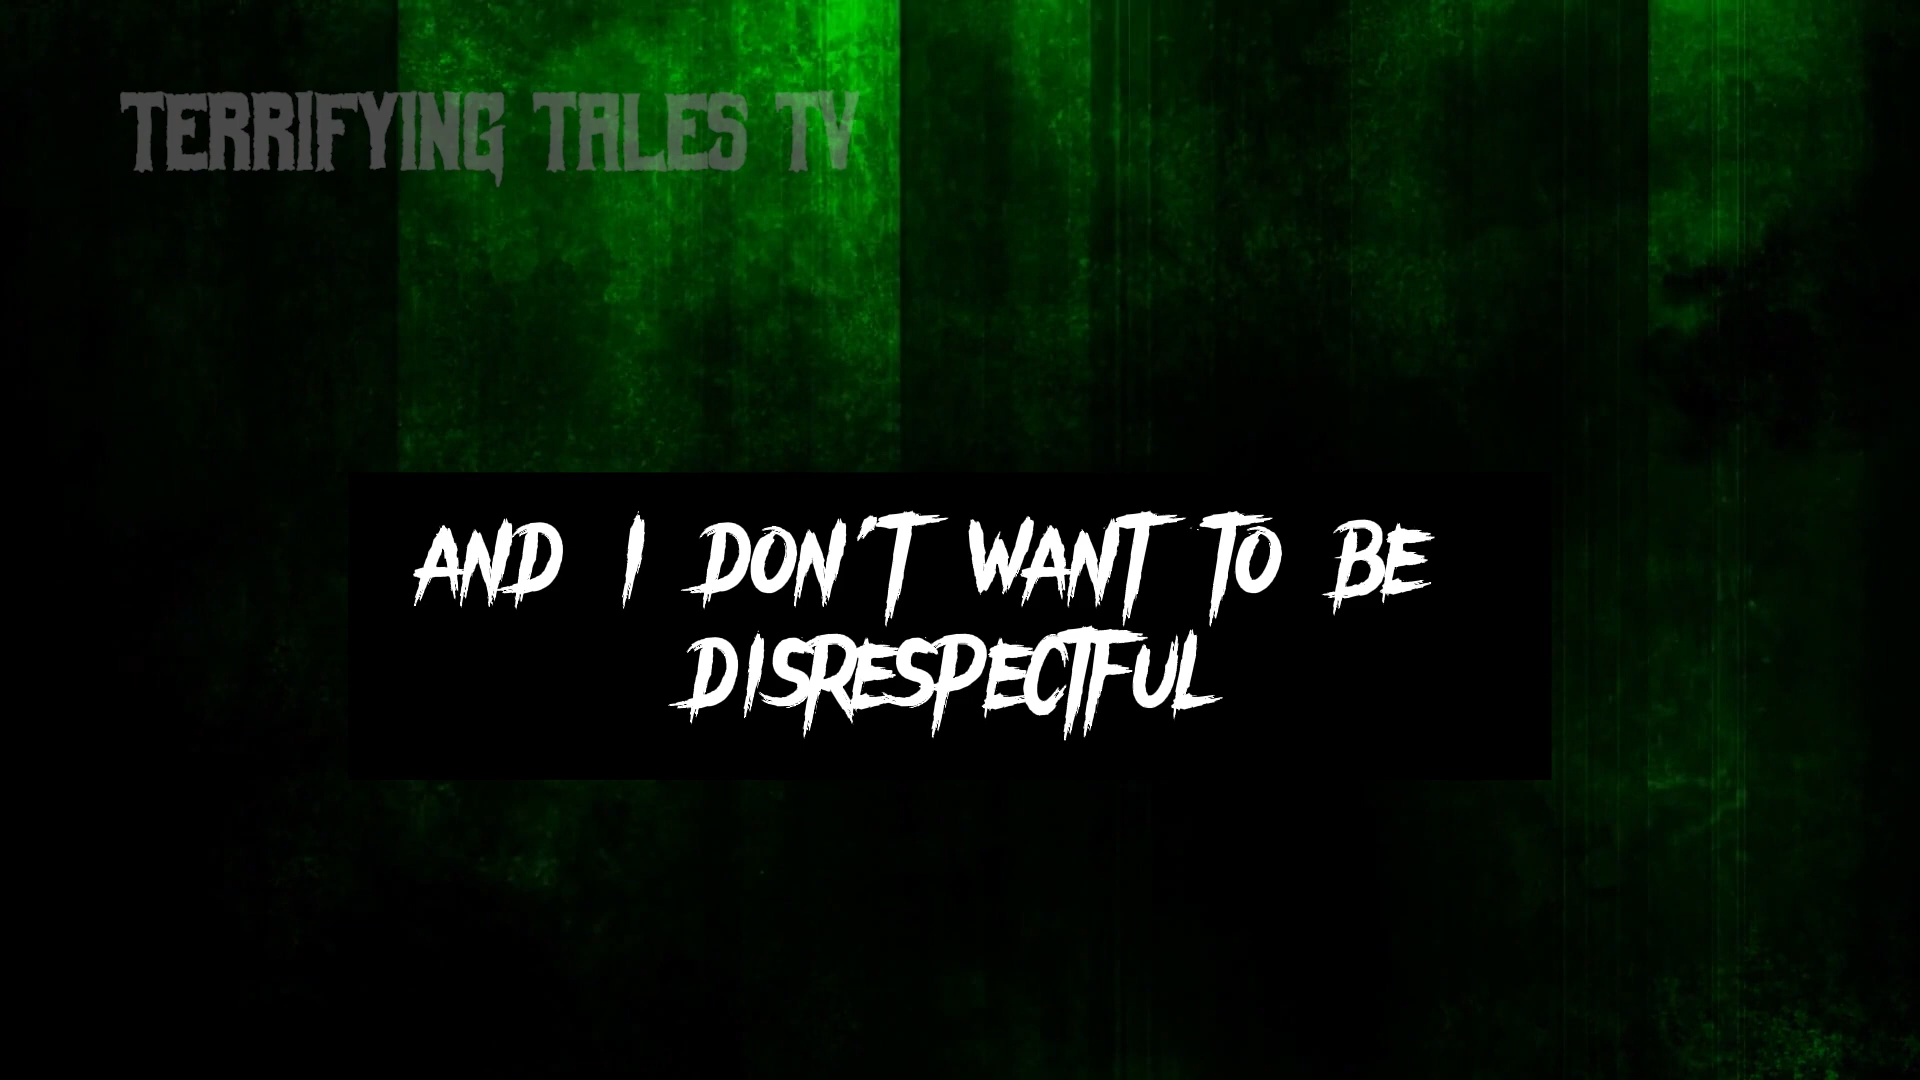 TERRIFYING TALES TV
AND I DON'T WANT TO BE
DISRESPECTFUL